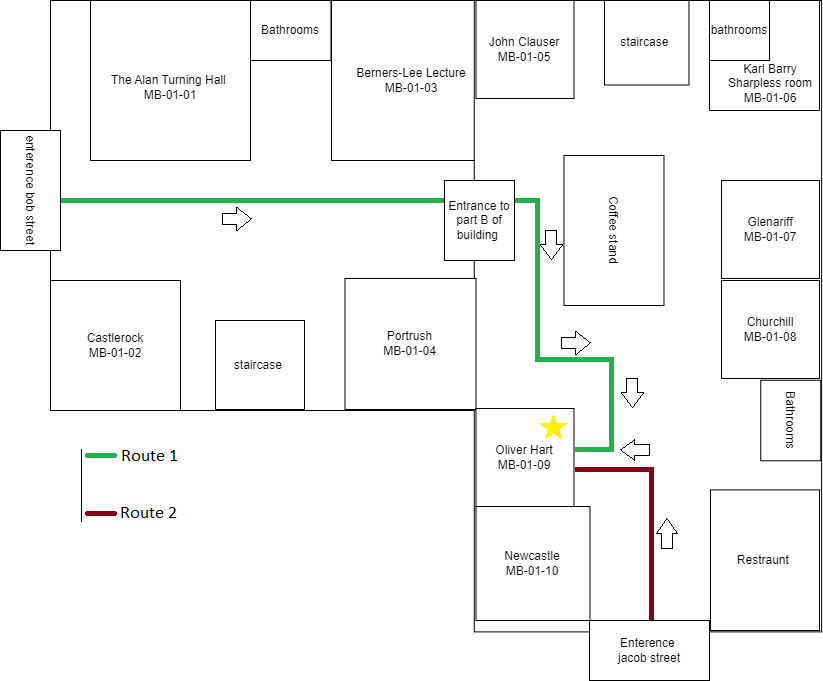 Bathrooms
The Alan Turning Hall
MB-01-01
Berners-Lee Lecture
MB-01-03
John Clauser
MB-01-05
staircase
bathrooms
Karl Barry
Sharpless room
MB-01-06
enterence bob street
Entrance to
part B of
building
Coffee stand
Glenariff
MB-01-07
Castlerock
MB-01-02
staircase
Portrush
MB-01-04
Churchill
MB-01-08
Bathrooms
Oliver Hart
MB-01-09
Route 1
Route 2
Newcastle
MB-01-10
Restraunt
Enterence
jacob street